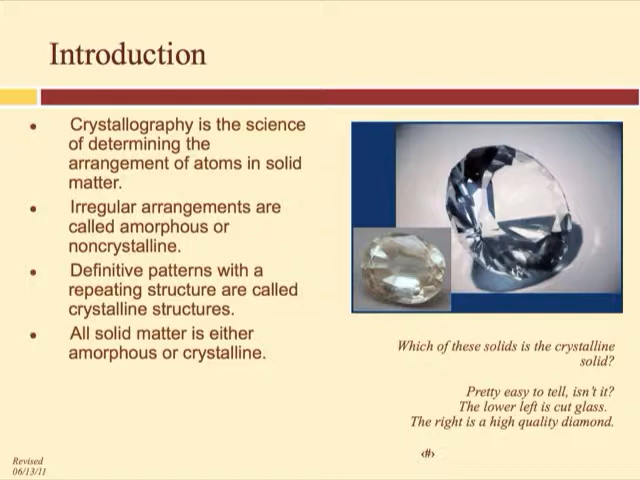 Introduction
• Crystallography is the science
of determining the
arrangement of atoms in solid
matter.
• Irregular arrangements are
called amorphous or
noncrystalline.
• Definitive patterns with a
repeating structure are called
crystalline structures.
• All solid matter is either
amorphous or crystalline.
Which of these solids is the crystalline
solid?
Pretty easy to tell, isn't it?
The lower left is cut glass.
The right is a high quality diamond.
Revised
06/13/11
‹#›